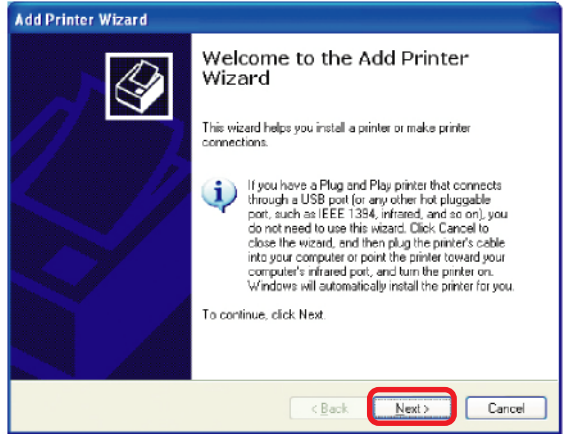 Add Printer Wizard
Welcome to the Add Printer
Wizard
This wizard helps you install a printer or make printer
connections.
If you have a Plug and Play printer that connects
through a USB port (or any other hot pluggable
port, such as IEEE 1394, infrared, and so on), you
do not need to use this wizard. Click Cancel to
close the wizard, and then plug the printer's cable
into your computer or point the printer toward your
computer's infrared port, and turn the printer on.
Windows will automatically install the printer for you.
To continue, click Next.
< Back
Next >
Cancel